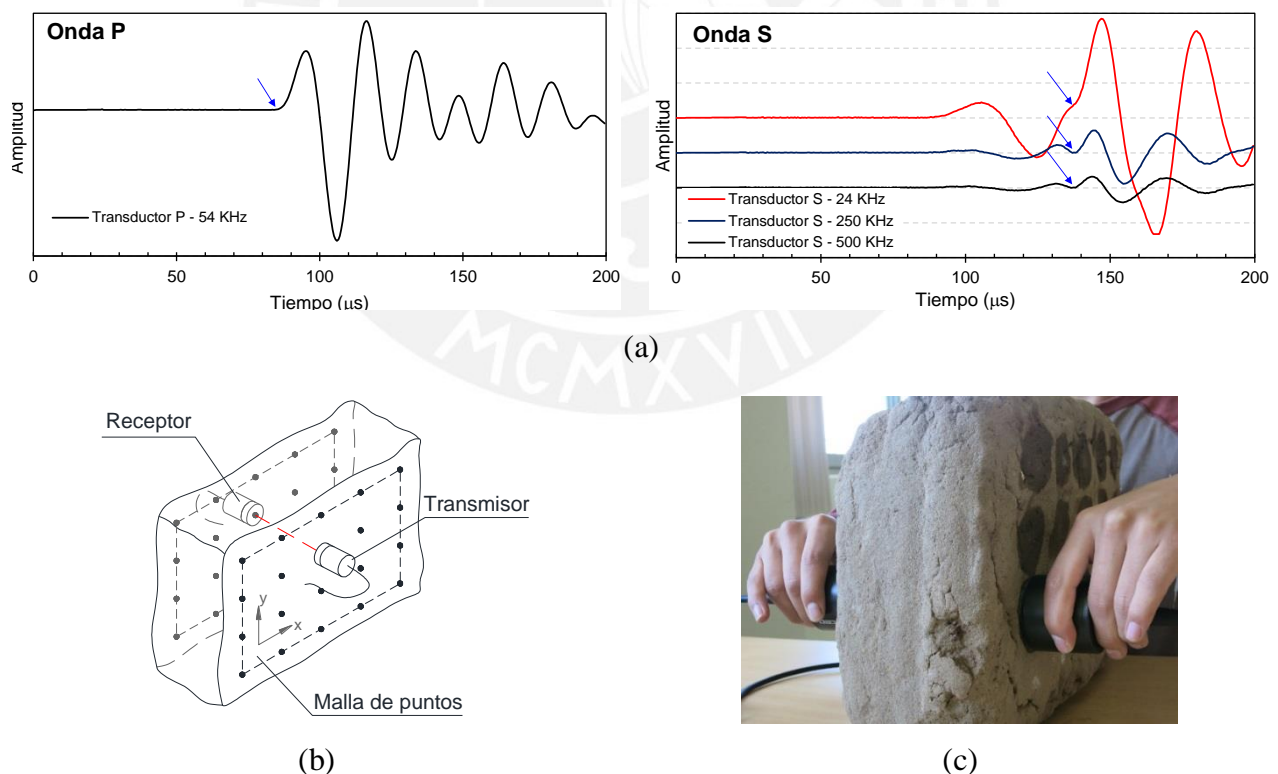 Onda P
Amplitud
Transductor P - 54 KHz
0 50 100 150 200
Tiempo (μs)
Onda S
Amplitud
Transductor S - 24 KHz
Transductor S - 250 KHz
Transductor S - 500 KHz
0 50 100 150 200
Tiempo (μs)
MCMXVII
(a)
Receptor
Transmisor
y
x
Malla de puntos
(b)
(c)